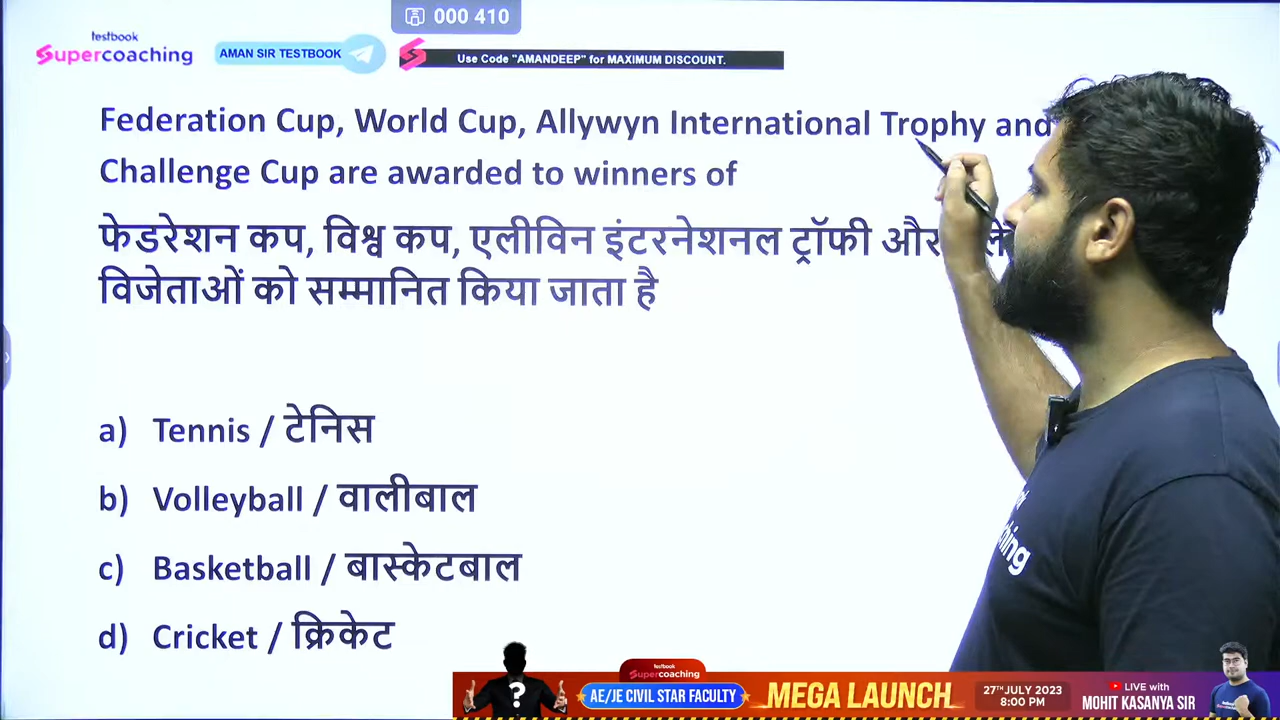 000 410
testbook
Supercoaching
AMAN SIR TESTBOOK
Use Code "AMANDEEP" for MAXIMUM DISCOUNT.
Federation Cup, World Cup, Allywyn International Trophy and
Challenge Cup are awarded to winners of
फेडरेशन कप, विश्व कप, एलीविन इंटरनेशनल ट्रॉफी और
विजेताओं को सम्मानित किया जाता है
a) Tennis / टेनिस
b) Volleyball / वालीबाल
c) Basketball / बास्केटबाल
d) Cricket / क्रिकेट
testbook
Supercoaching
?
AE/JE CIVIL STAR FACULTY
MEGA LAUNCH
27TH JULY 2023
8:00 PM
LIVE with
MOHIT KASANYA SIR